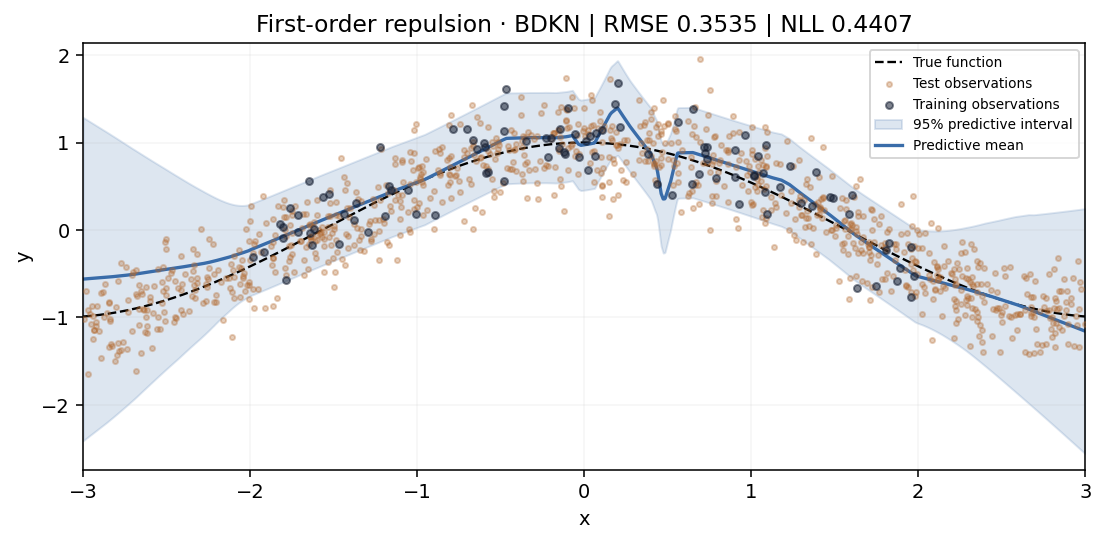 First-order repulsion · BDKN | RMSE 0.3535 | NLL 0.4407
True function
Test observations
Training observations
95% predictive interval
Predictive mean
2
1
0
−1
−2
y
−3
−2
−1
0
1
2
3
x